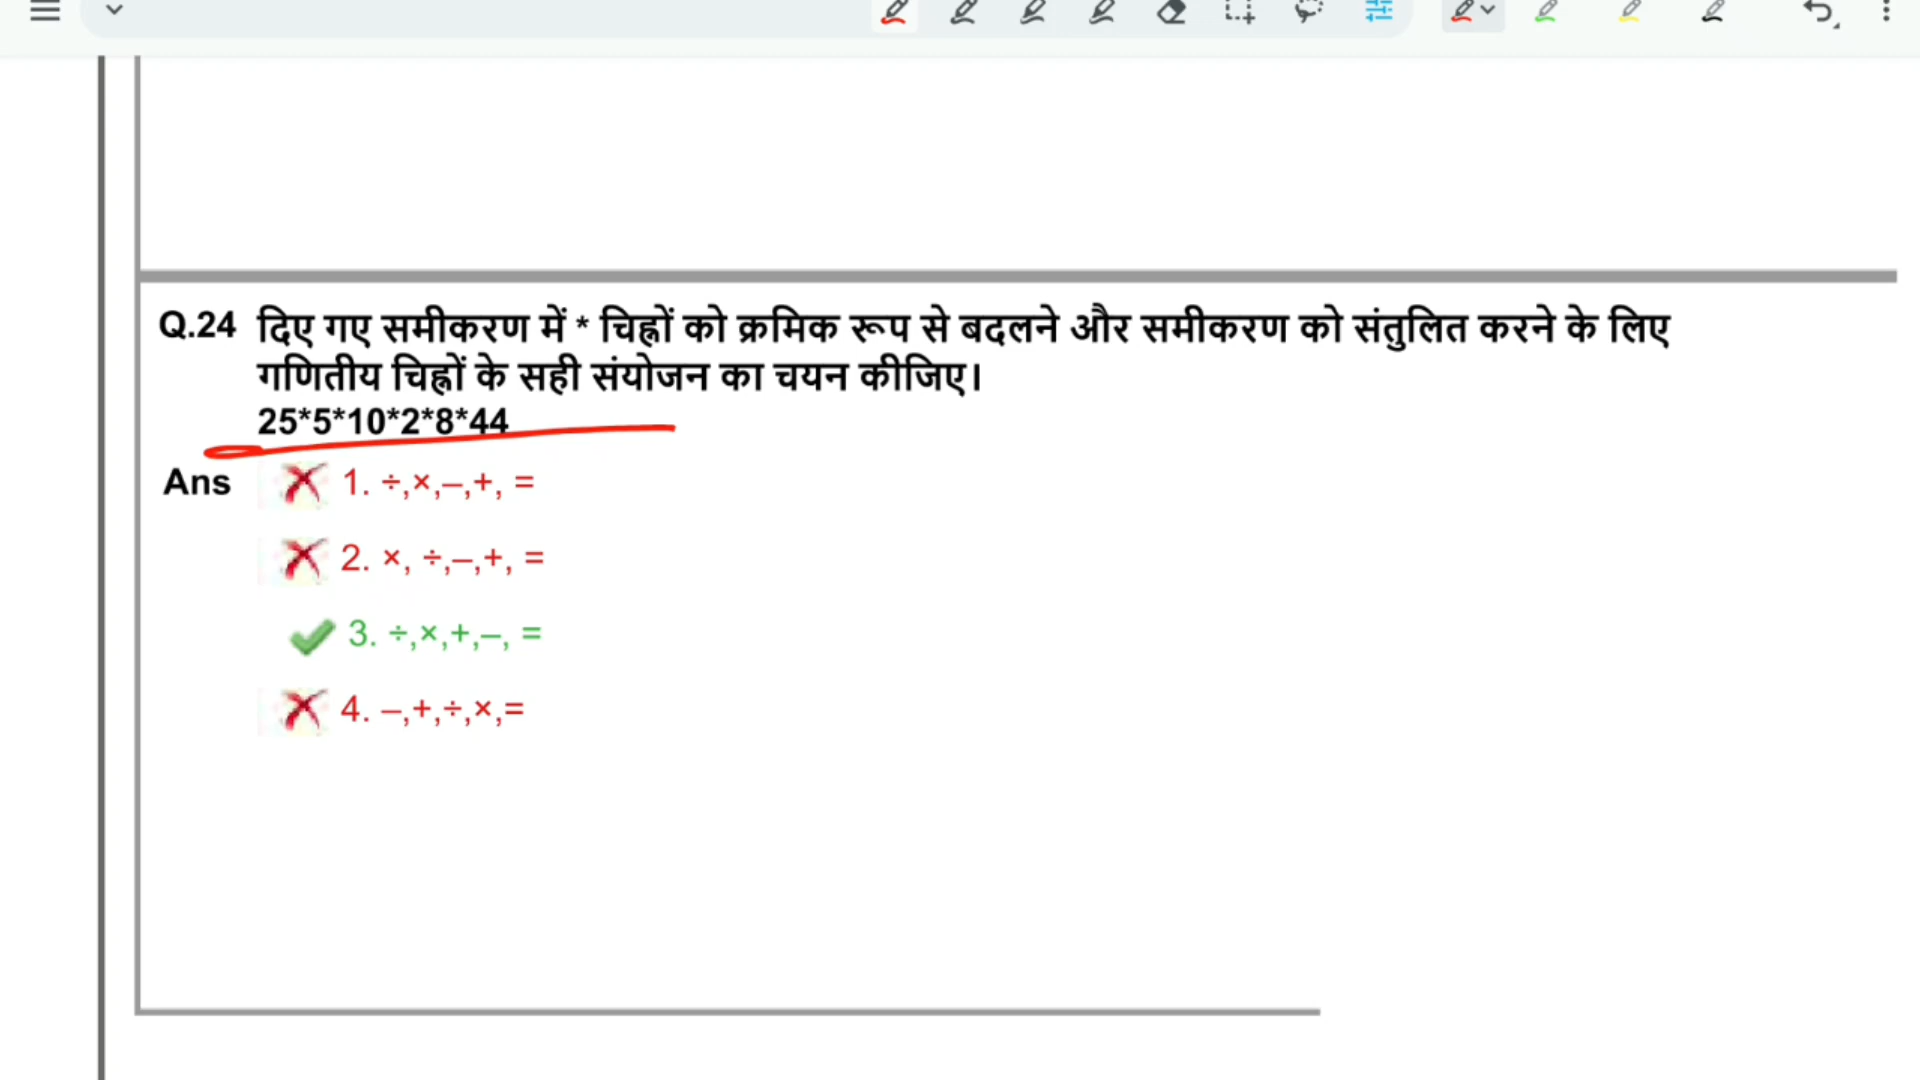 Q.24 दिए गए समीकरण में * चिह्नों को क्रमिक रूप से बदलने और समीकरण को संतुलित करने के लिए
गणितीय चिह्नों के सही संयोजन का चयन कीजिए।
25*5*10*2*8*44
Ans 1. ÷,×,–,+, =
2. ×, ÷,–,+, =
3. ÷,×,+,–, =
4. –,+,÷,×,=